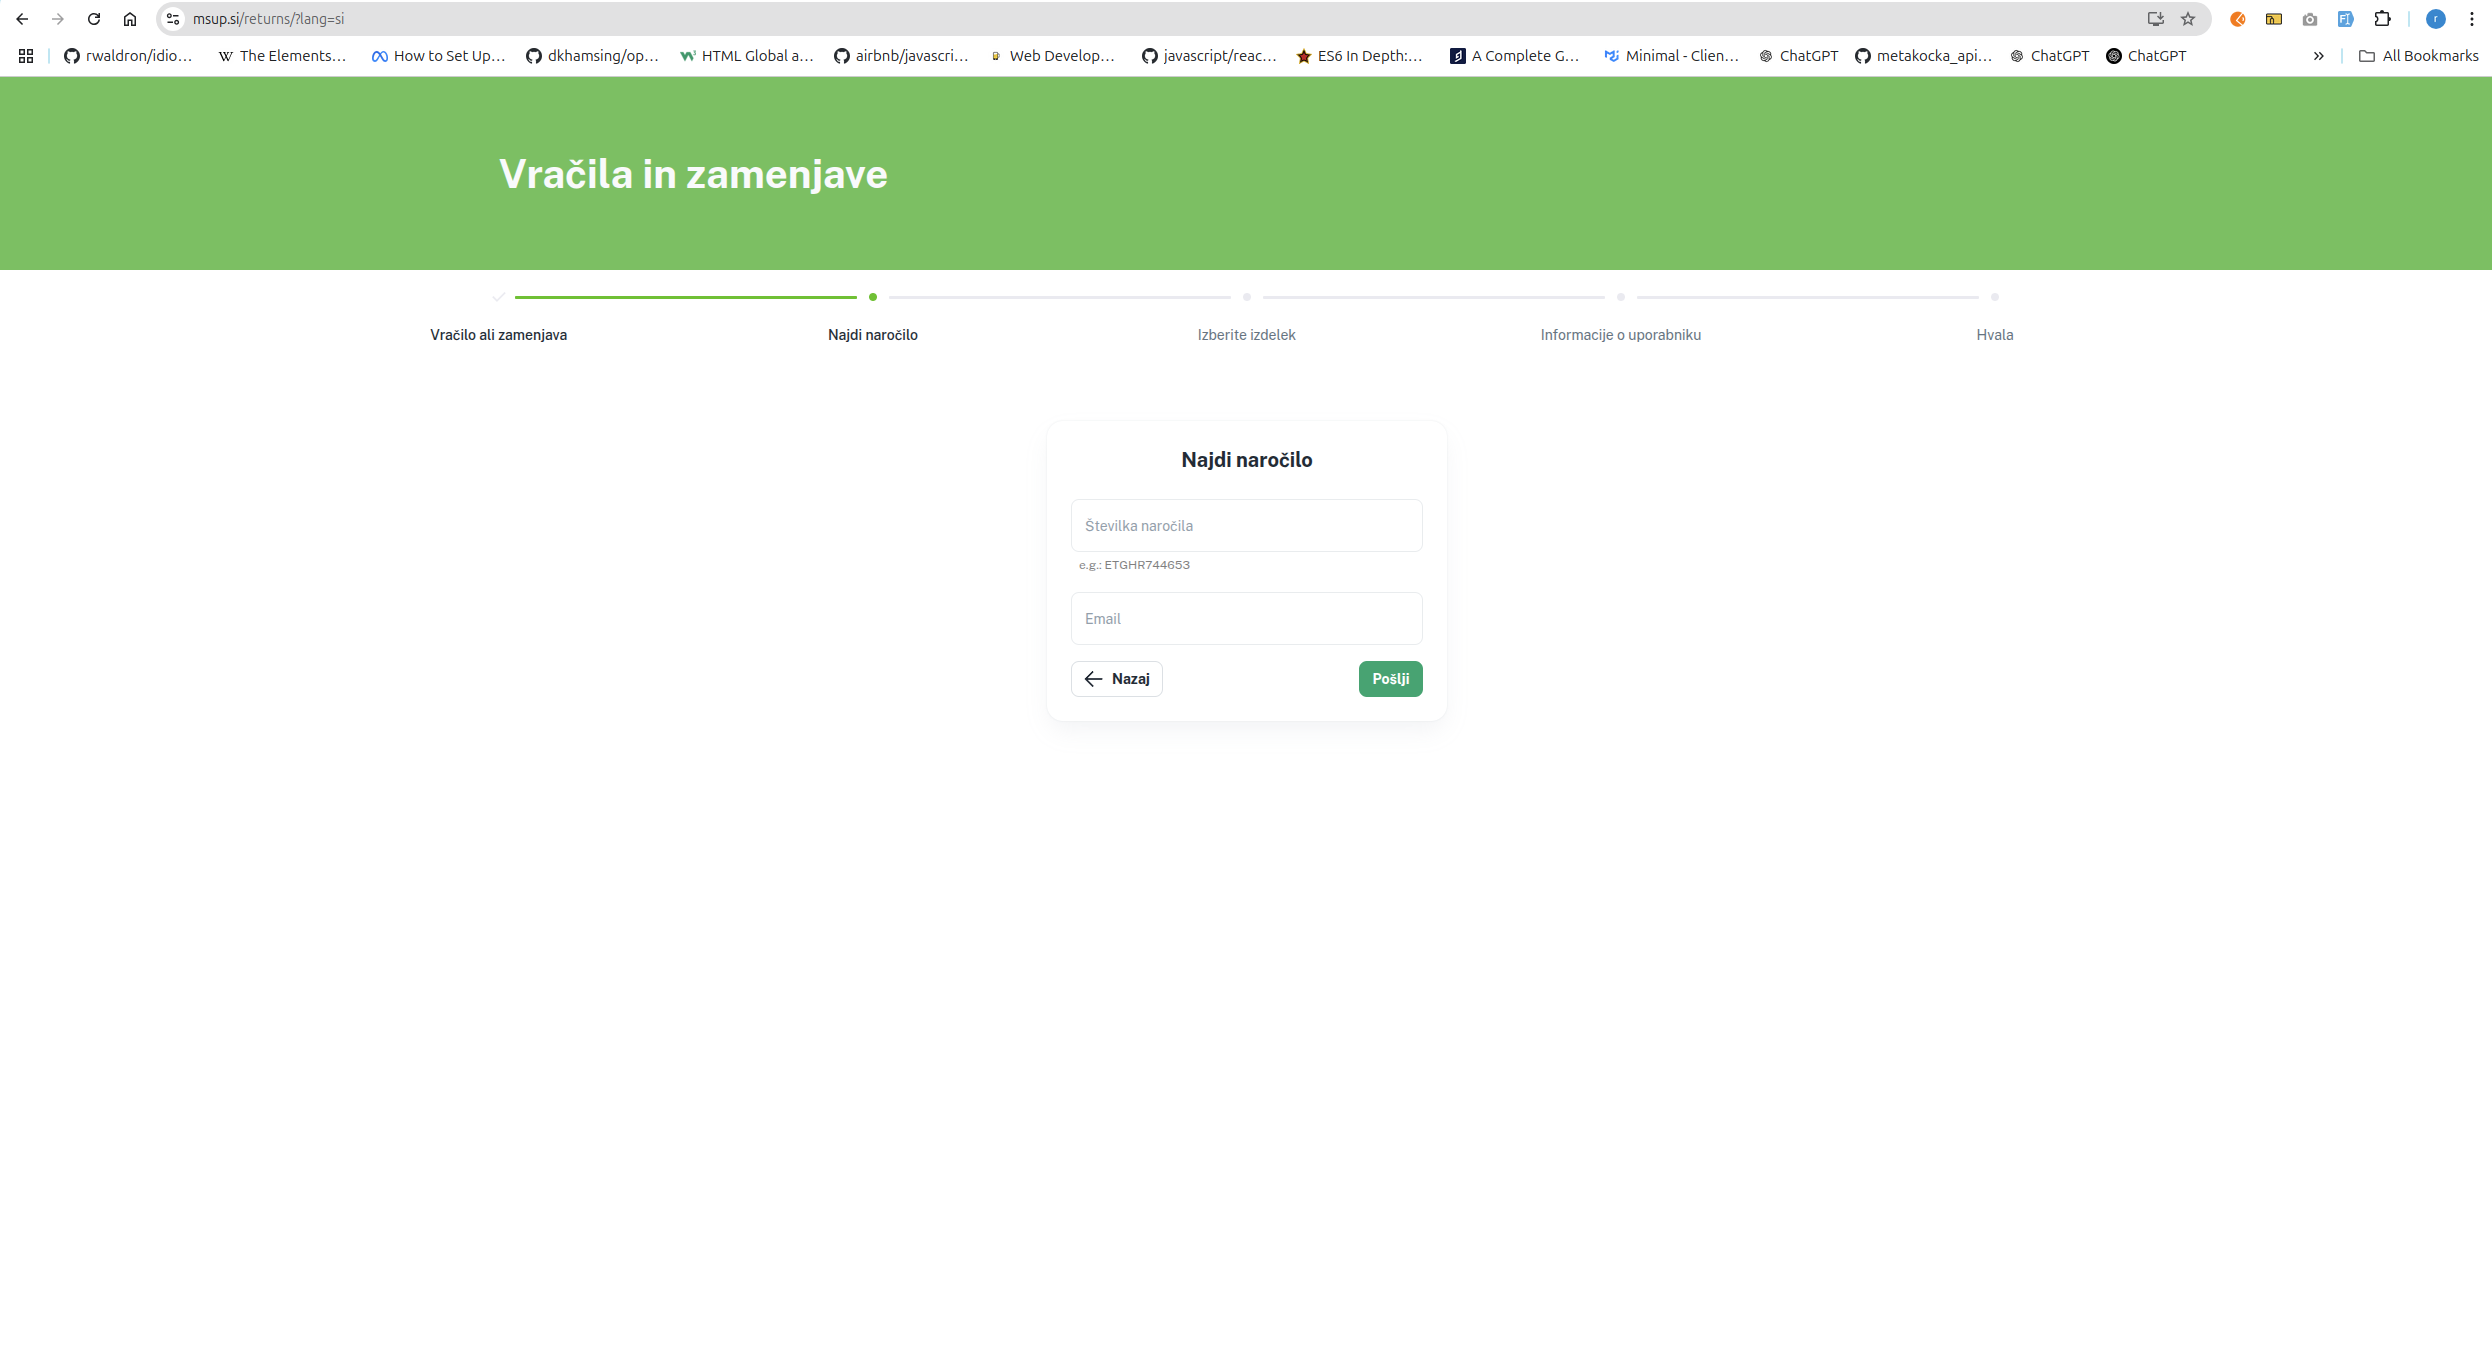 msup.si/returns/?lang=si
rwaldron/idio... The Elements... How to Set Up... dkhamsing/op... HTML Global a... airbnb/javascri... Web Develop... javascript/reac... ES6 In Depth:... A Complete G... Minimal - Clien... ChatGPT metakocka_api... ChatGPT ChatGPT » All Bookmarks
Vračila in zamenjave
Vračilo ali zamenjava Najdi naročilo Izberite izdelek Informacije o uporabniku Hvala
Najdi naročilo
Številka naročila
e.g.: ETGHR744653
Email
Nazaj Pošlji